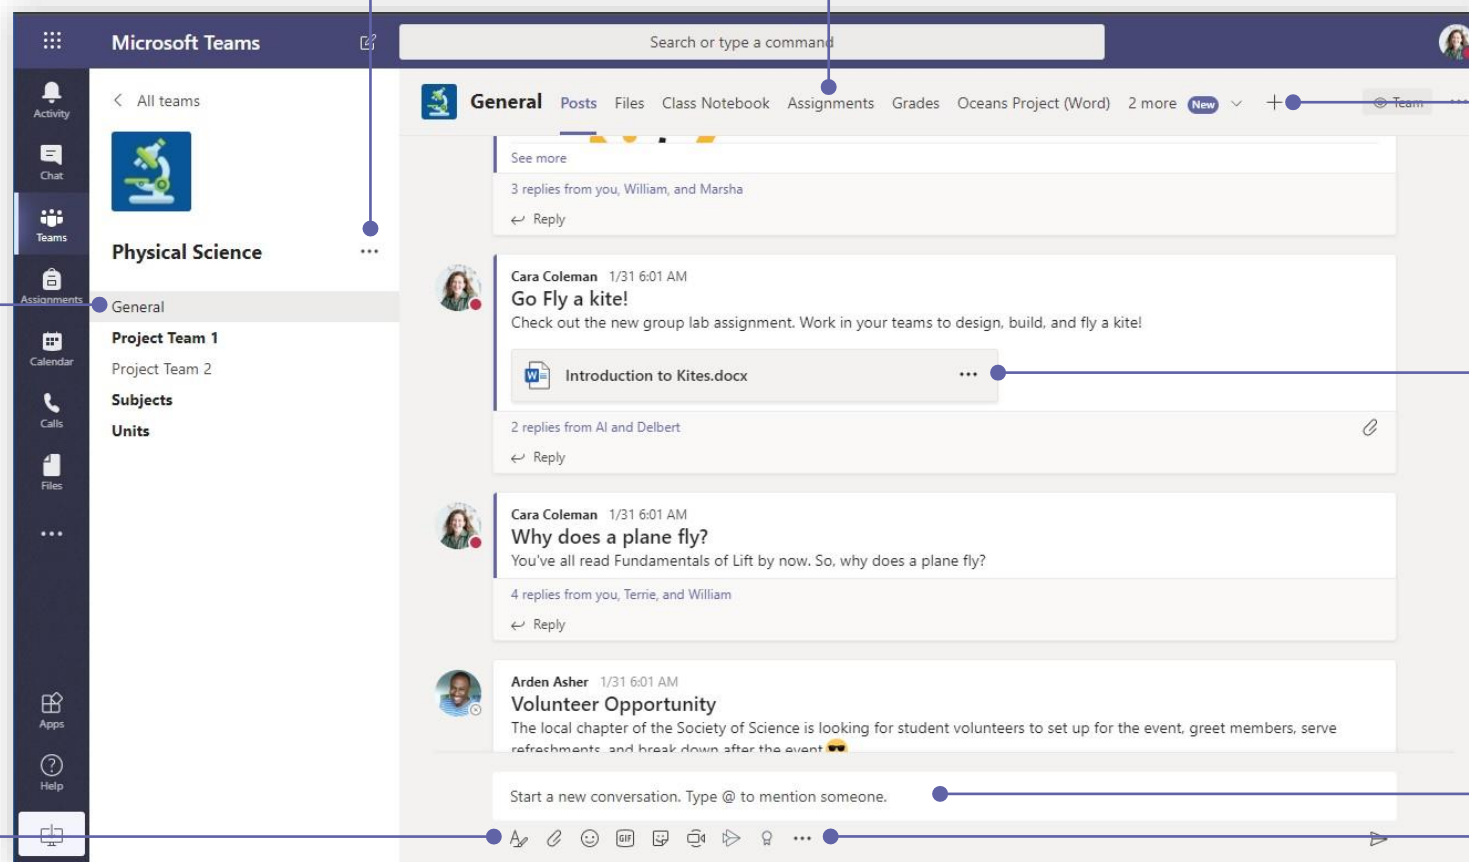 Microsoft Teams
Search or type a command
Activity
Chat
Teams
Assignments
Calendar
Calls
Files
Apps
Help
All teams
Physical Science
General
Project Team 1
Project Team 2
Subjects
Units
General Posts Files Class Notebook Assignments Grades Oceans Project (Word) 2 more New Team
See more
3 replies from you, William, and Marsha
Reply
Cara Coleman 1/31 6:01 AM
Go Fly a kite!
Check out the new group lab assignment. Work in your teams to design, build, and fly a kite!
Introduction to Kites.docx
2 replies from Al and Delbert
Reply
Cara Coleman 1/31 6:01 AM
Why does a plane fly?
You've all read Fundamentals of Lift by now. So, why does a plane fly?
4 replies from you, Terrie, and William
Reply
Arden Asher 1/31 6:01 AM
Volunteer Opportunity
The local chapter of the Society of Science is looking for student volunteers to set up for the event, greet members, serve
refreshments, and break down after the event
Start a new conversation. Type @ to mention someone.
GIF